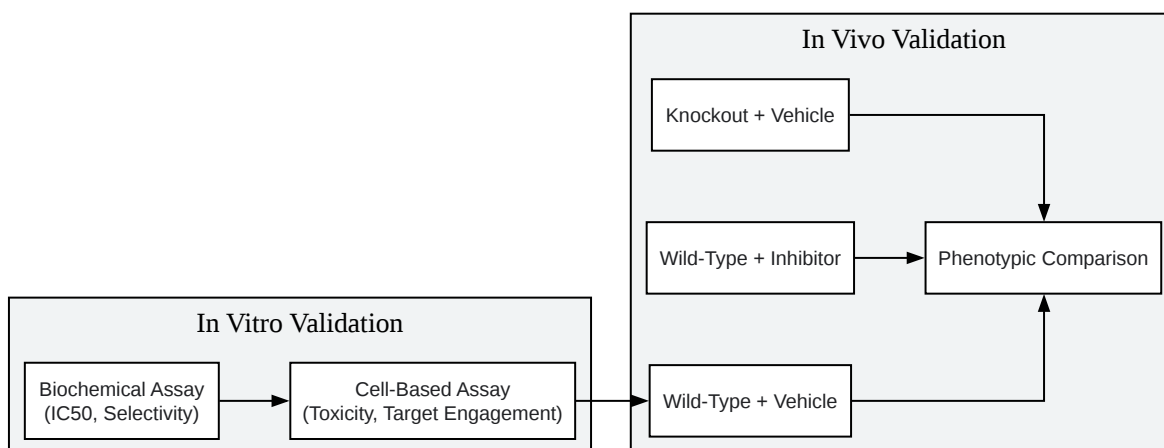 In Vivo Validation
Knockout + Vehicle
Wild-Type + Inhibitor
Phenotypic Comparison
In Vitro Validation
Biochemical Assay
(IC50, Selectivity)
Cell-Based Assay
(Toxicity, Target Engagement)
Wild-Type + Vehicle